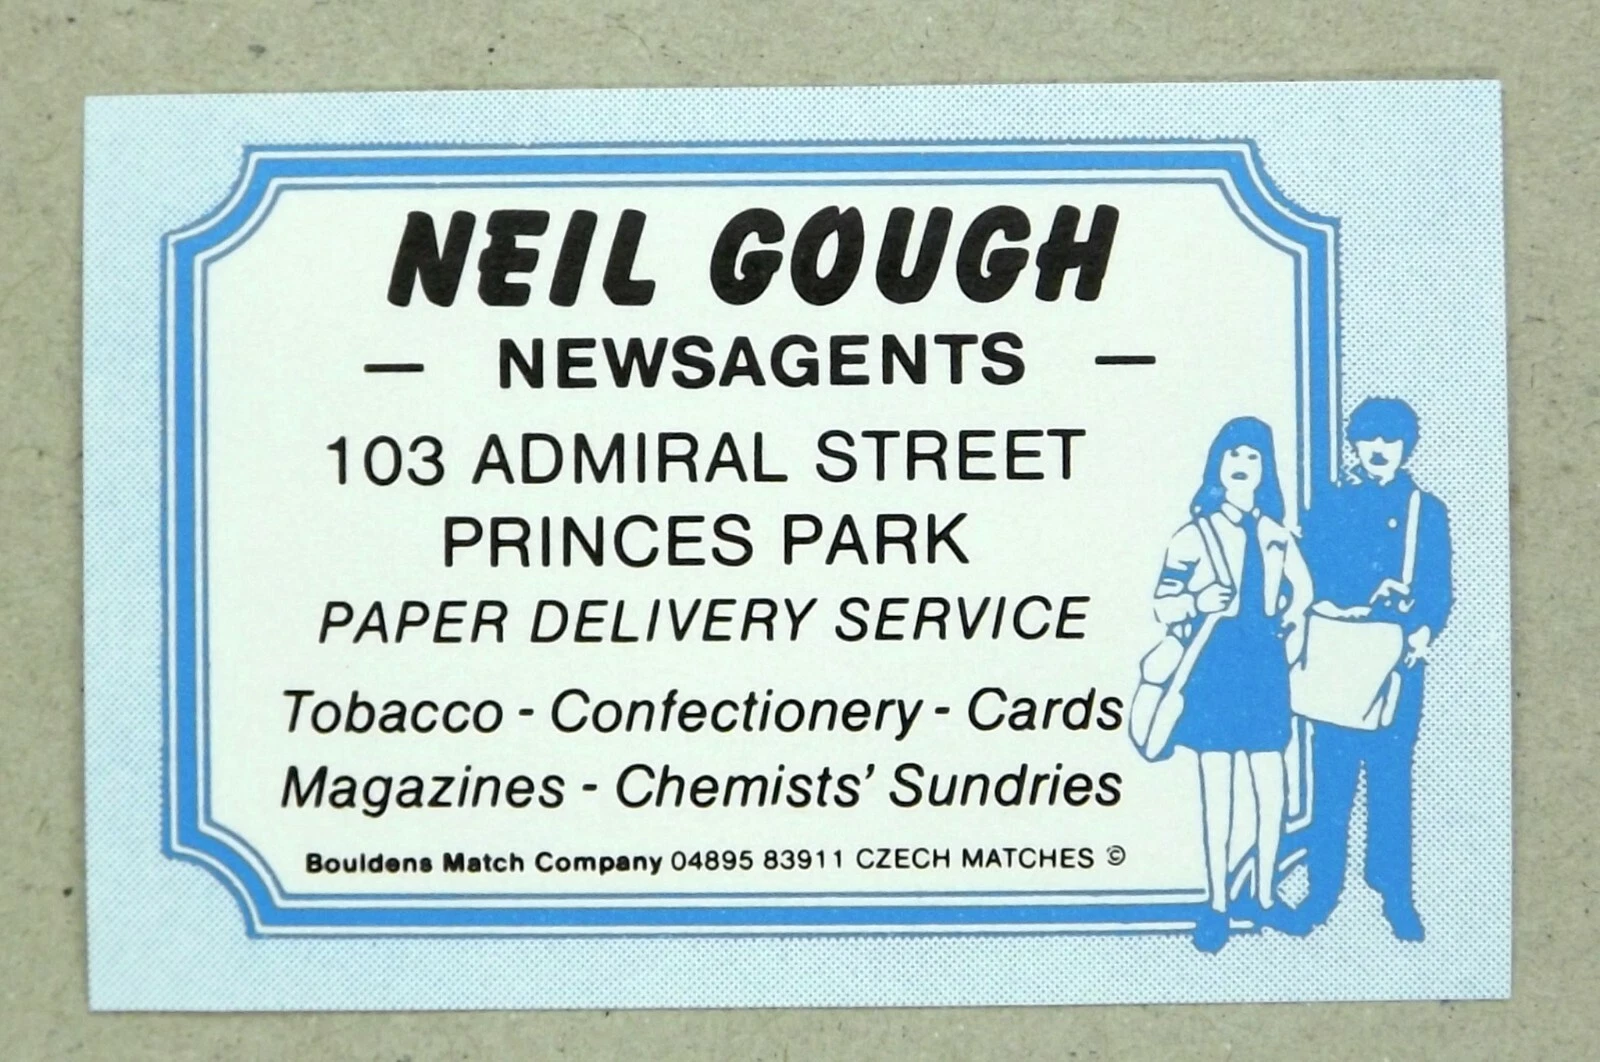 NEIL GOUGH
— NEWSAGENTS —
103 ADMIRAL STREET
PRINCES PARK
PAPER DELIVERY SERVICE
Tobacco - Confectionery - Cards
Magazines - Chemists' Sundries
Bouldens Match Company 04895 83911 CZECH MATCHES ©